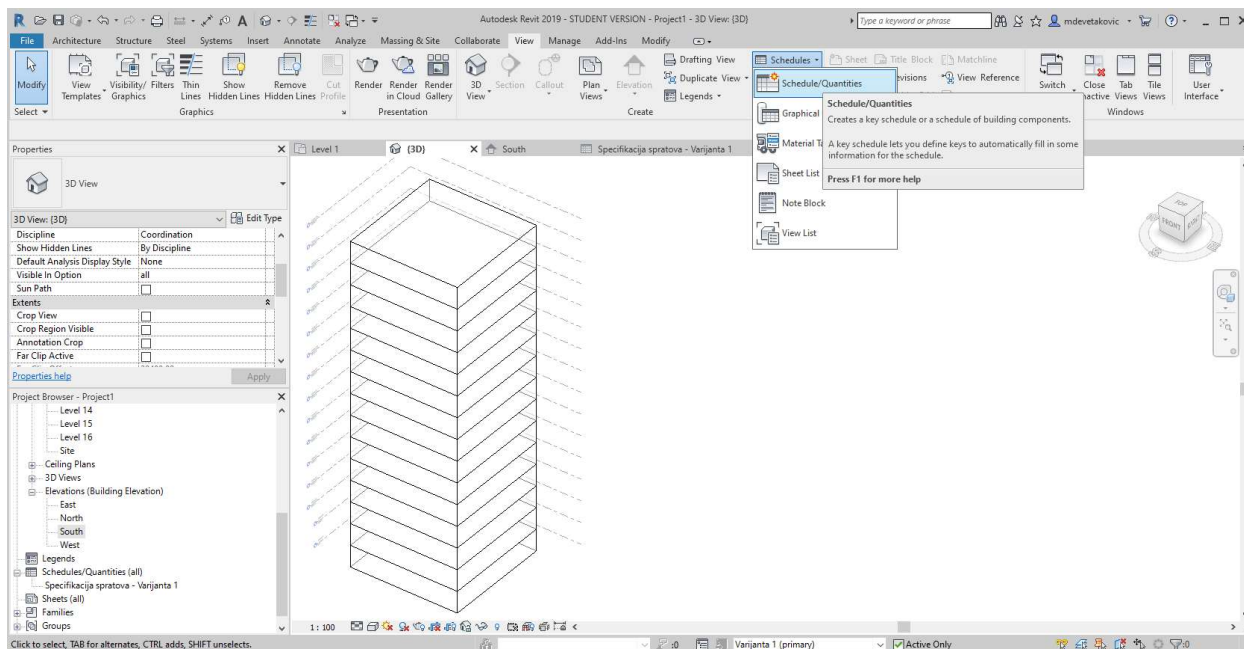 Autodesk Revit 2019 - STUDENT VERSION - Project1 - 3D View: {3D}
Type a keyword or phrase
mdevetakovic
File Architecture Structure Steel Systems Insert Annotate Analyze Massing & Site Collaborate View Manage Add-Ins Modify
Modify
View Templates
Visibility/ Graphics
Filters
Thin Lines
Show Hidden Lines
Remove Hidden Lines
Cut Profile
Render
Render in Cloud
Render Gallery
3D View
Section
Callout
Plan Views
Elevation
Drafting View
Duplicate View
Legends
Schedules
Sheet
Title Block
Matchline
View Reference
Switch
Close
Tab Views
Tile Views
User Interface
Select
Graphics
Presentation
Create
Windows
Schedule/Quantities
Graphical
Sheet List
Note Block
View List
Schedule/Quantities
Creates a key schedule or a schedule of building components.
A key schedule lets you define keys to automatically fill in some
information for the schedule.
Press F1 for more help
Properties
3D View
3D View: {3D}
Edit Type
Discipline Coordination
Show Hidden Lines By Discipline
Default Analysis Display Style None
Visible In Option all
Sun Path
Extents
Crop View
Crop Region Visible
Annotation Crop
Far Clip Active
Properties help
Apply
Project Browser - Project1
Level 14
Level 15
Level 16
Site
Ceiling Plans
3D Views
Elevations (Building Elevation)
East
North
South
West
Legends
Schedules/Quantities (all)
Specifikacija spratova - Varijanta 1
Sheets (all)
Families
Groups
Level 1
{3D}
South
Specifikacija spratova - Varijanta 1
TOP
FRONT
1 : 100
Click to select, TAB for alternates, CTRL adds, SHIFT unselects.
:0
Varijanta 1 (primary)
Active Only
:0